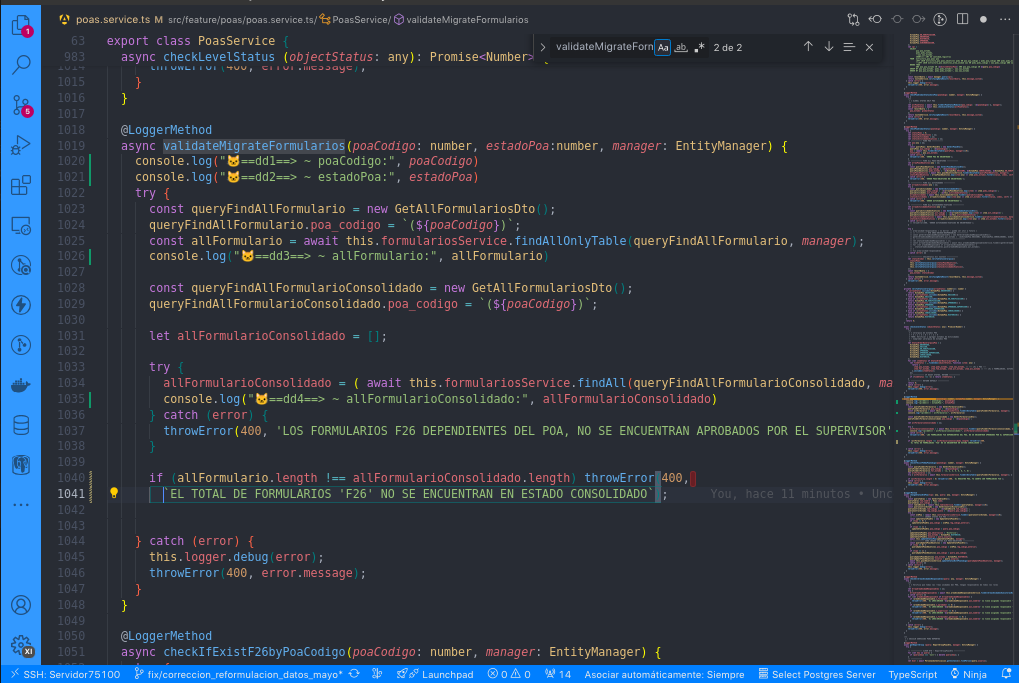 poas.service.ts M src/feature/poas/poas.service.ts/ PoasService/ validateMigrateFormularios
validateMigrateForn Aa ab .* 2 de 2
63 export class PoasService {
983 async checkLevelStatus (objectStatus: any): Promise<Number>
1014 throwError(400, error.message);
1015 }
1016 }
1017
1018 @LoggerMethod
1019 async validateMigrateFormularios(poaCodigo: number, estadoPoa:number, manager: EntityManager) {
1020 console.log("🐱==dd1==> ~ poaCodigo:", poaCodigo)
1021 console.log("🐱==dd2==> ~ estadoPoa:", estadoPoa)
1022 try {
1023 const queryFindAllFormulario = new GetAllFormulariosDto();
1024 queryFindAllFormulario.poa_codigo = `(${poaCodigo})`;
1025 const allFormulario = await this.formulariosService.findAllOnlyTable(queryFindAllFormulario, manager);
1026 console.log("🐱==dd3==> ~ allFormulario:", allFormulario)
1027
1028 const queryFindAllFormularioConsolidado = new GetAllFormulariosDto();
1029 queryFindAllFormularioConsolidado.poa_codigo = `(${poaCodigo})`;
1030
1031 let allFormularioConsolidado = [];
1032
1033 try {
1034 allFormularioConsolidado = ( await this.formulariosService.findAll(queryFindAllFormularioConsolidado, ma
1035 console.log("🐱==dd4==> ~ allFormularioConsolidado:", allFormularioConsolidado)
1036 } catch (error) {
1037 throwError(400, 'LOS FORMULARIOS F26 DEPENDIENTES DEL POA, NO SE ENCUENTRAN APROBADOS POR EL SUPERVISOR'
1038 }
1039
1040 if (allFormulario.length !== allFormularioConsolidado.length) throwError(400,
1041 `EL TOTAL DE FORMULARIOS 'F26' NO SE ENCUENTRAN EN ESTADO CONSOLIDADO`); You, hace 11 minutos • Unc
1042
1043
1044 } catch (error) {
1045 this.logger.debug(error);
1046 throwError(400, error.message);
1047 }
1048 }
1049
1050 @LoggerMethod
1051 async checkIfExistF26byPoaCodigo(poaCodigo: number, manager: EntityManager) {
1
5
XI
SSH: Servidor75100 fix/correccion_reformulacion_datos_mayo* Launchpad 0 0 14 Asociar automáticamente: Siempre Select Postgres Server TypeScript Ninja